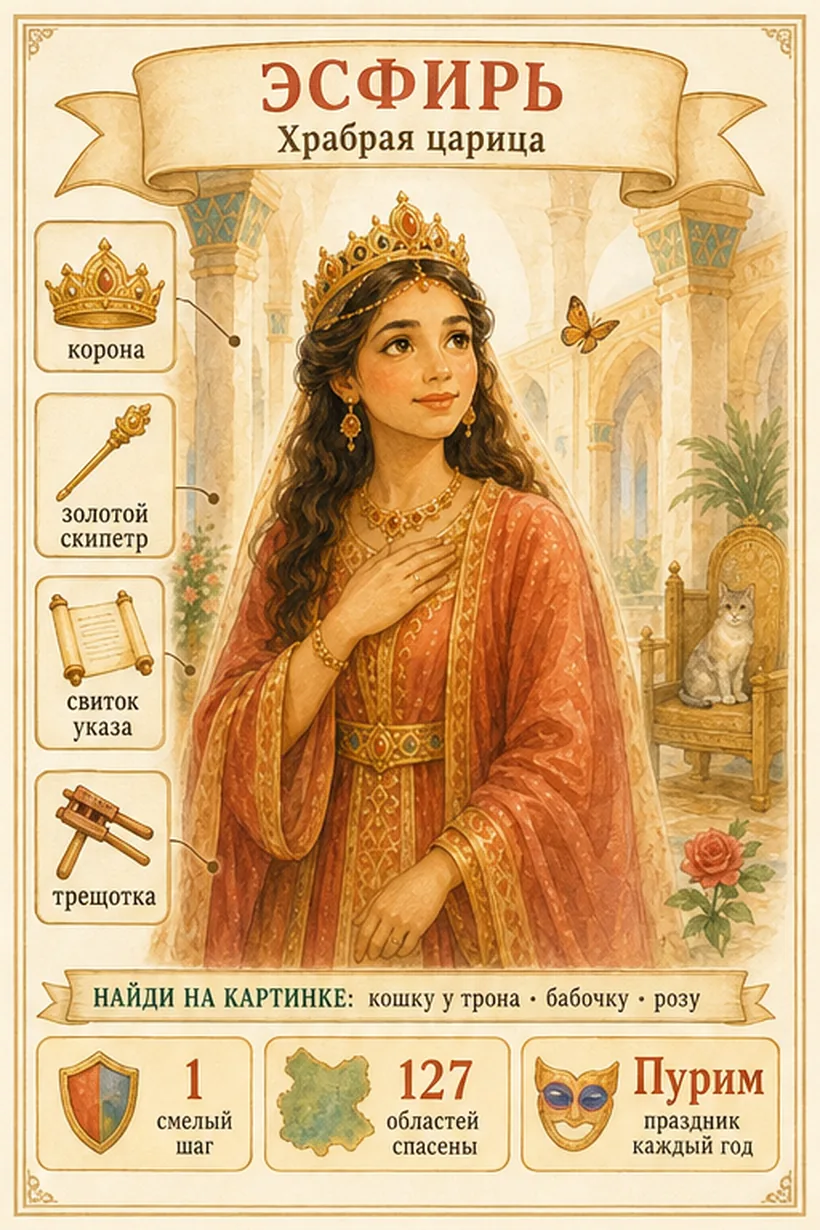 ЭСФИРЬ
Храбрая царица
корона
золотой
скипетр
свиток
указа
трещотка
НАЙДИ НА КАРТИНКЕ: кошку у трона • бабочку • розу
1
смелый
шаг
127
областей
спасены
Пурим
праздник
каждый год